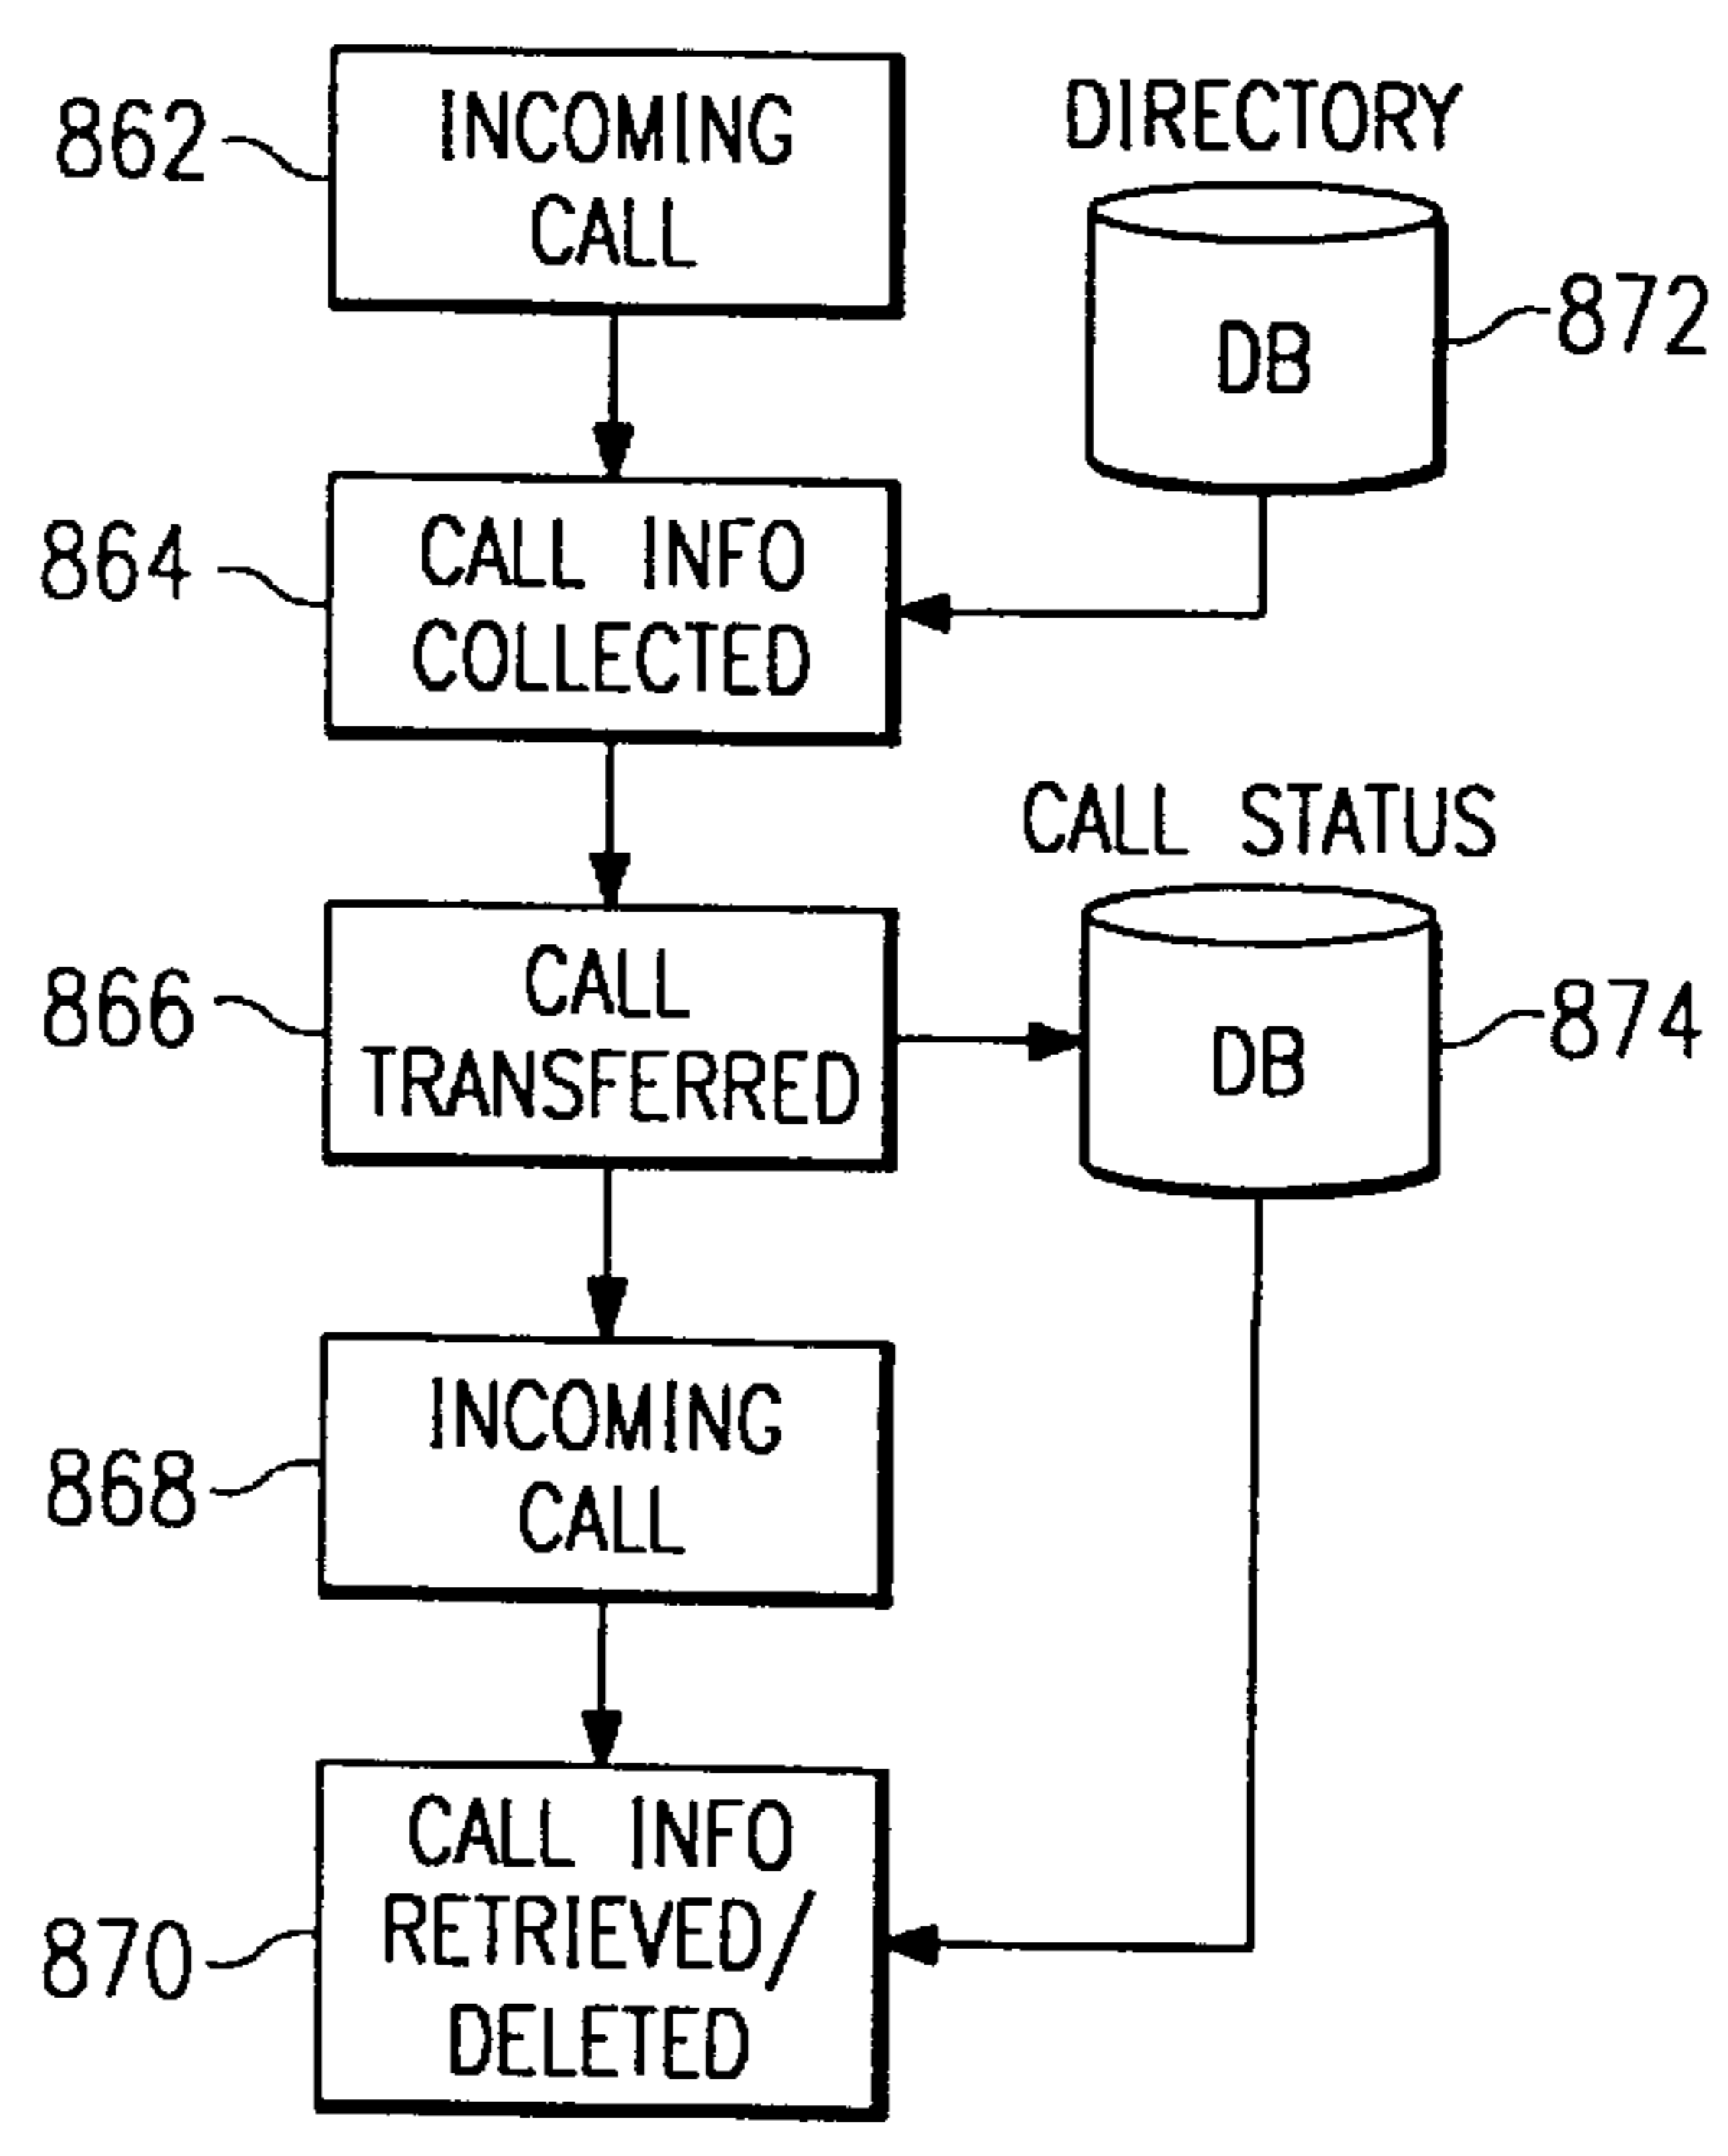 862
INCOMING
CALL
DIRECTORY
DB
872
864
CALL INFO
COLLECTED
866
CALL
TRANSFERRED
CALL STATUS
DB
874
868
INCOMING
CALL
870
CALL INFO
RETRIEVED/
DELETED